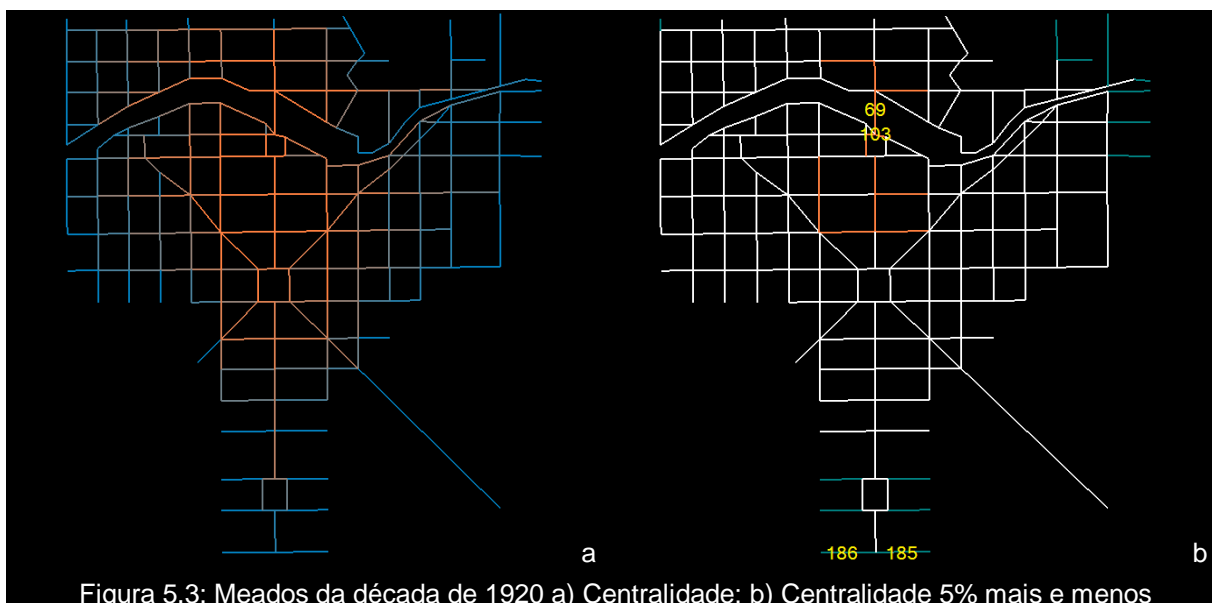 69
103
186 185
a b
Figura 5.3: Meados da década de 1920 a) Centralidade; b) Centralidade 5% mais e menos